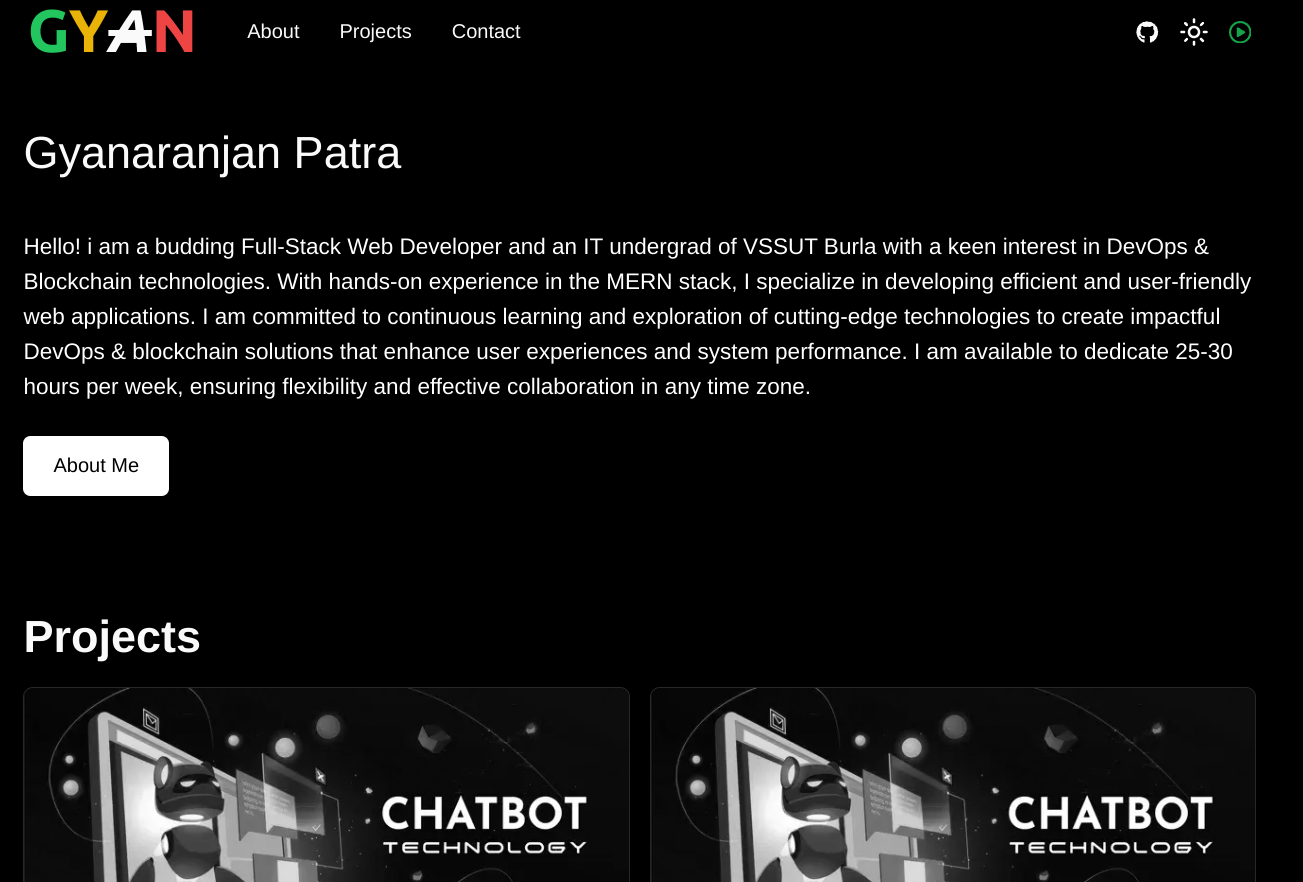 GYAN About Projects Contact
Gyanaranjan Patra
Hello! i am a budding Full-Stack Web Developer and an IT undergrad of VSSUT Burla with a keen interest in DevOps &
Blockchain technologies. With hands-on experience in the MERN stack, I specialize in developing efficient and user-friendly
web applications. I am committed to continuous learning and exploration of cutting-edge technologies to create impactful
DevOps & blockchain solutions that enhance user experiences and system performance. I am available to dedicate 25-30
hours per week, ensuring flexibility and effective collaboration in any time zone.
About Me
Projects
CHATBOT
TECHNOLOGY
CHATBOT
TECHNOLOGY